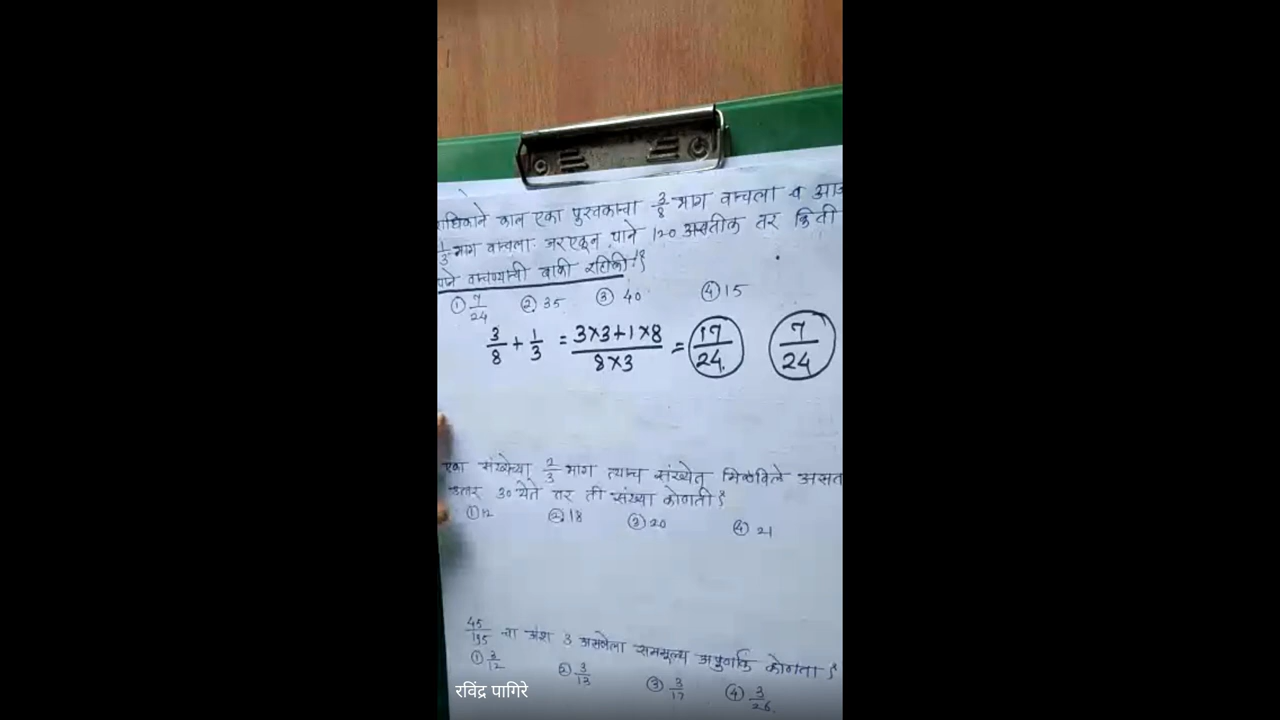 राधिकाने काल एका पुस्तकाचा 3/8 भाग वाचला व आज
1/3 भाग वाचला. जर एकून पाने 120 असतील तर किती
पाने वाचण्याची बाकी राहीली?
① 7/24 ② 35 ③ 40 ④ 15
3/8 + 1/3 = 3×3+1×8 / 8×3 = 17/24 7/24
एका संख्येच्या 2/3 भाग त्याच संख्येत मिळविले असता
उत्तर 30 येते तर ती संख्या कोणती?
① 12 ② 18 ③ 20 ④ 21
45/195 चा अंश 3 असलेला सममूल्य अपुर्णांक कोणता?
① 3/12 ② 3/13 ③ 3/17 ④ 3/26
रविंद्र पागिरे